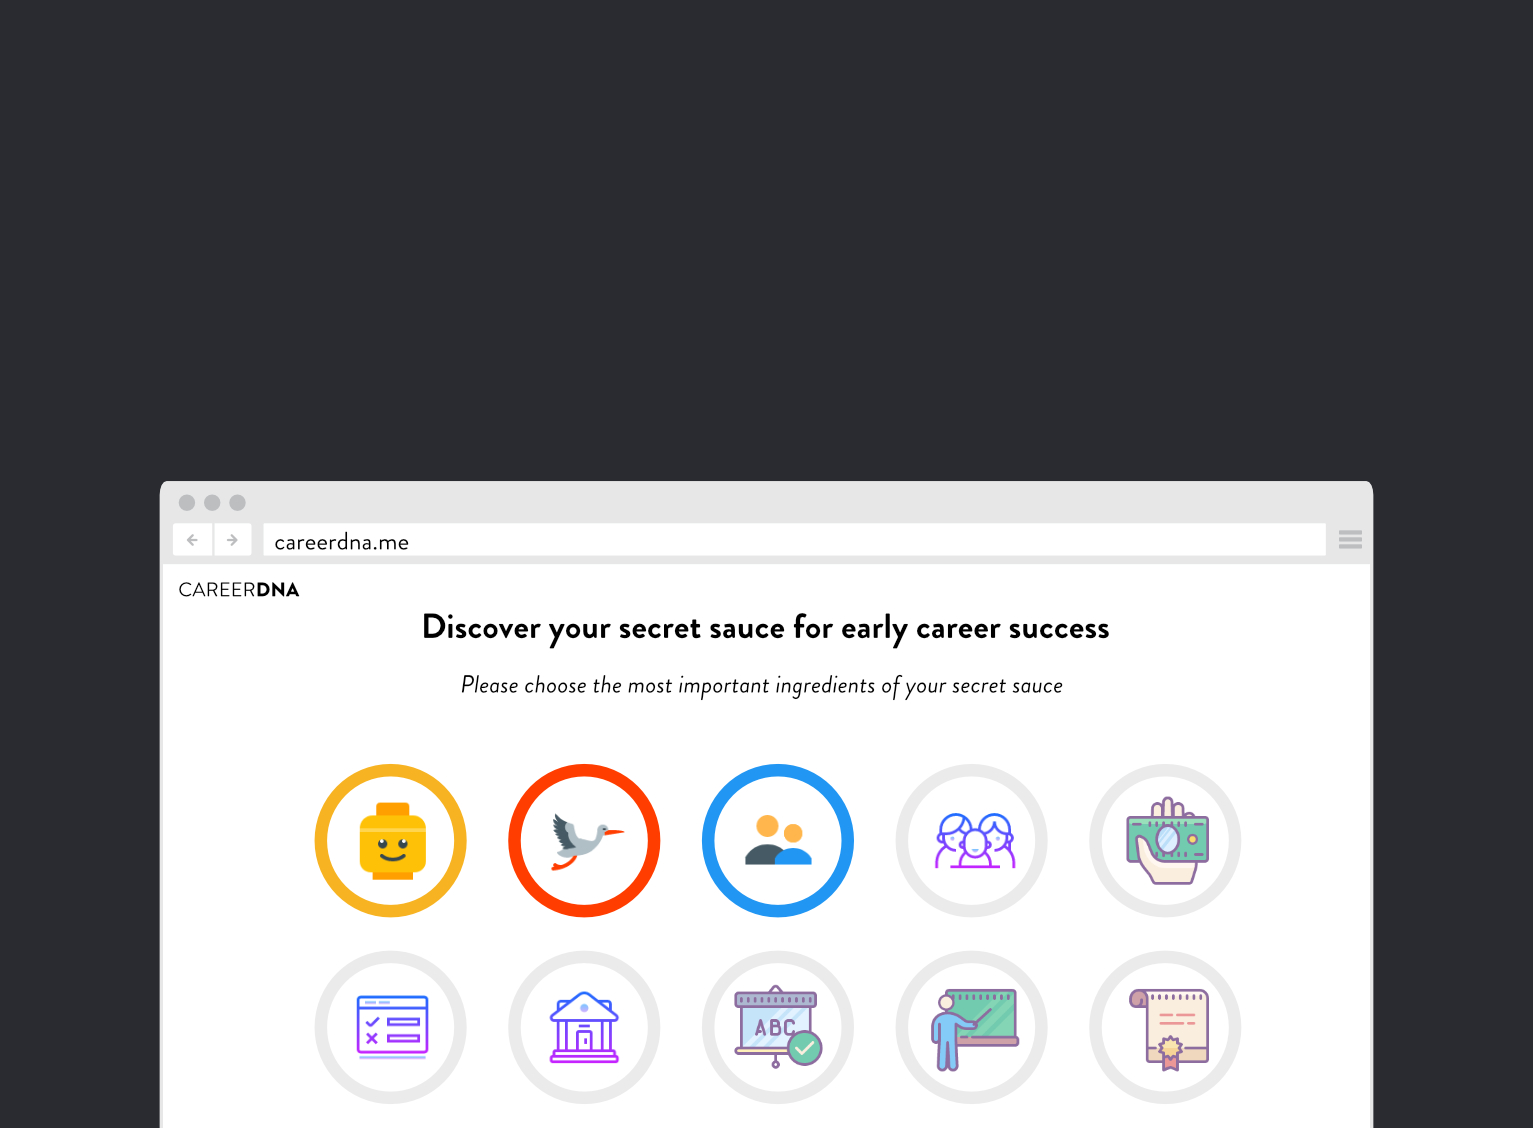 careerdna.me
CAREERDNA
Discover your secret sauce for early career success
Please choose the most important ingredients of your secret sauce
ABC